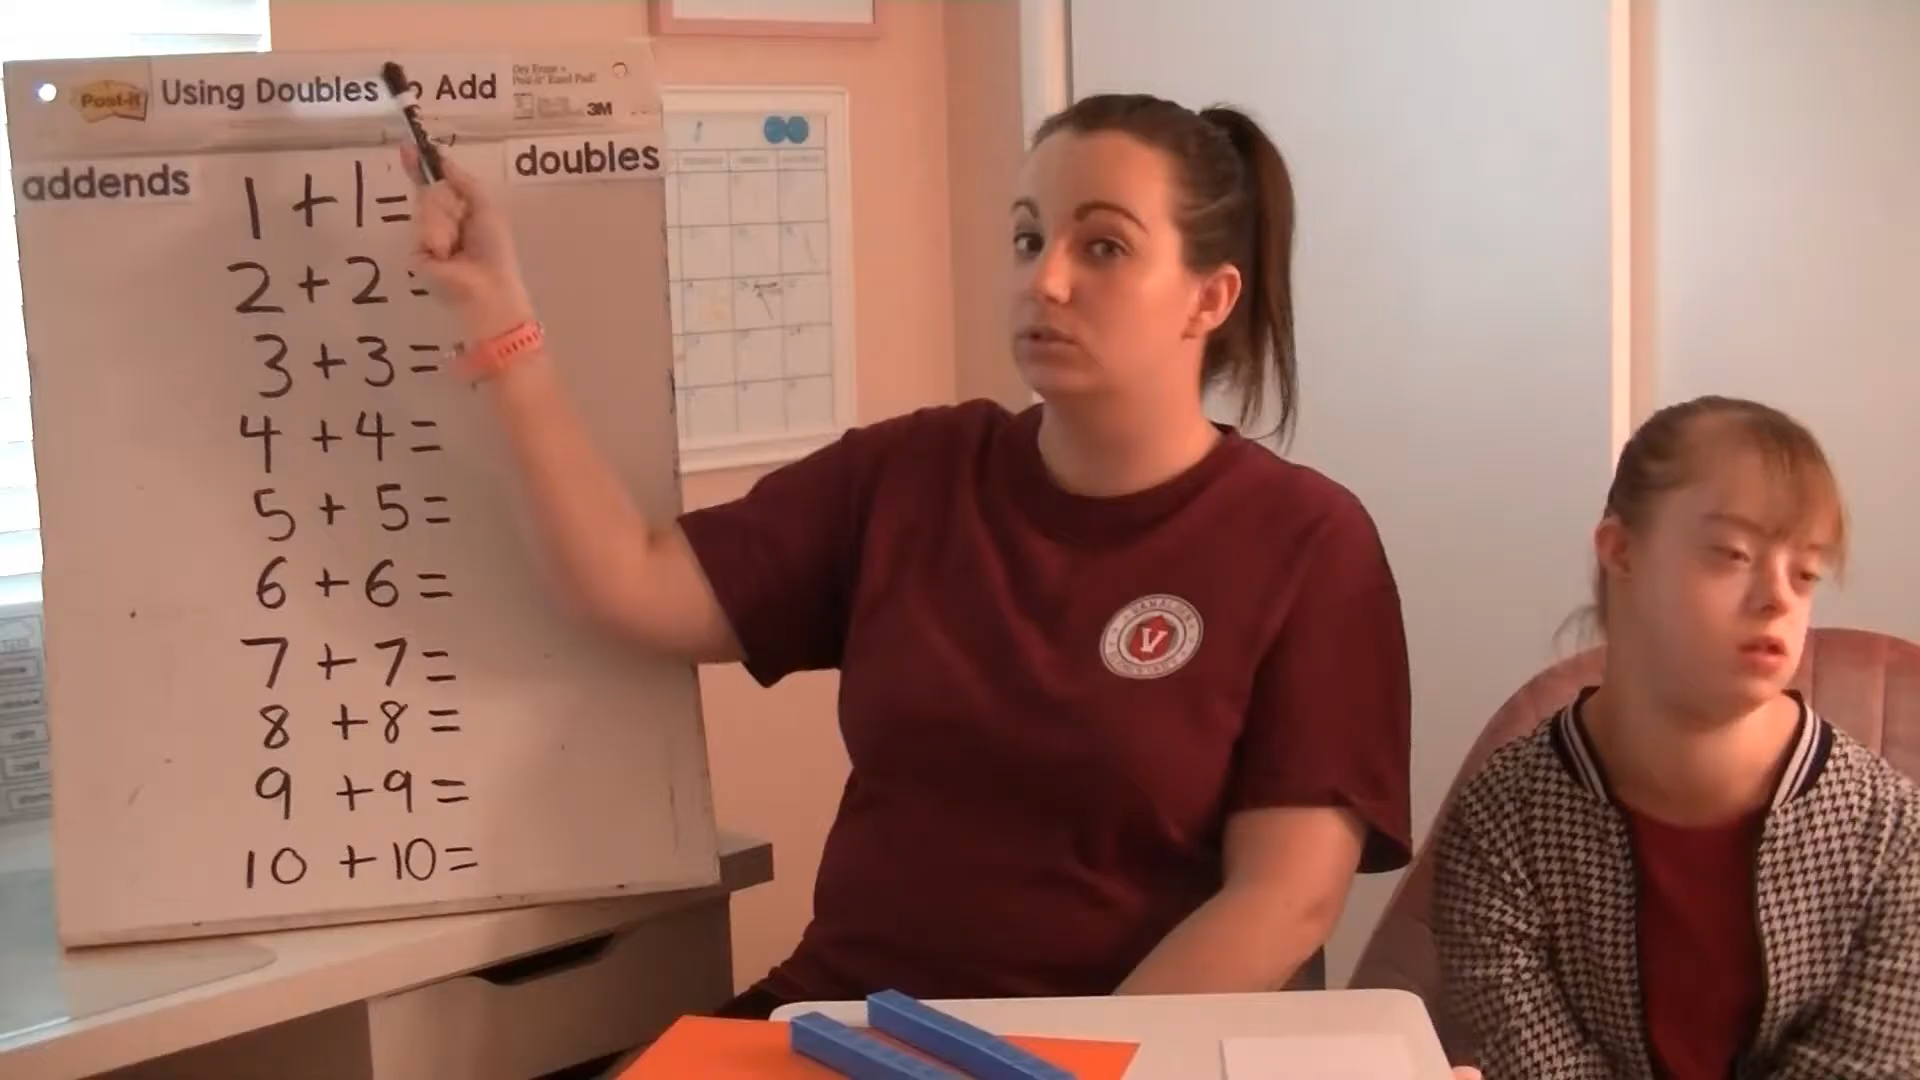 Post-it Using Doubles Add
3M
addends
doubles
1 + 1 =
2 + 2 =
3 + 3 =
4 + 4 =
5 + 5 =
6 + 6 =
7 + 7 =
8 + 8 =
9 + 9 =
10 + 10 =
V